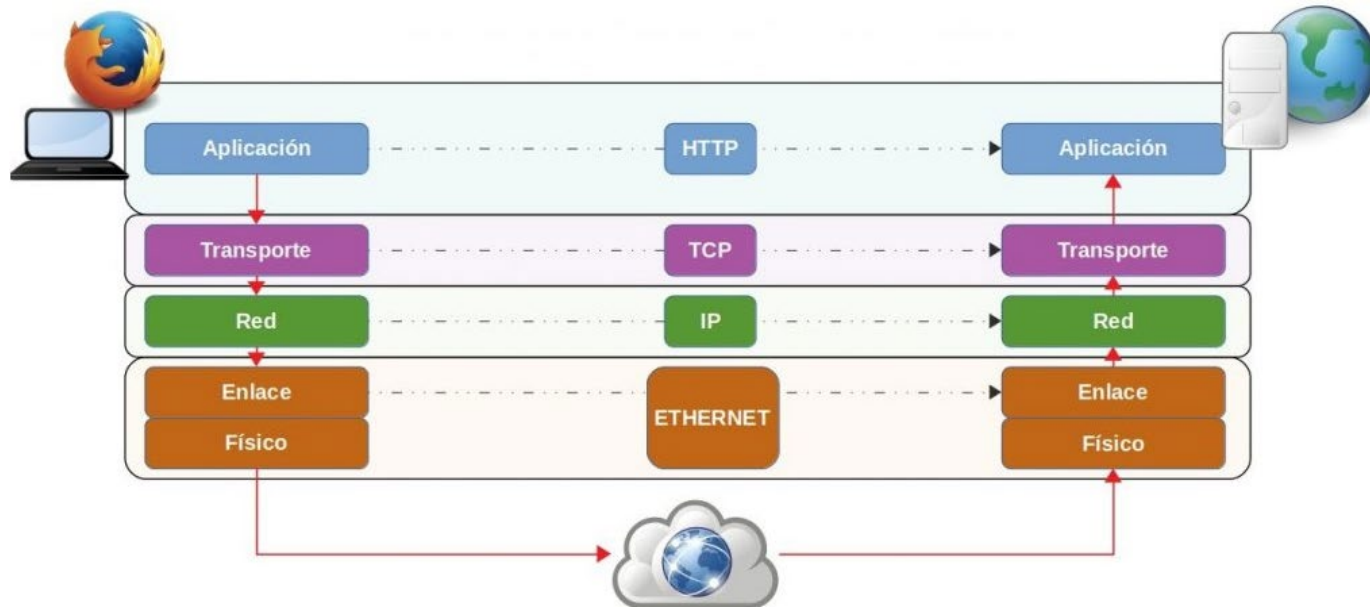 Aplicación HTTP Aplicación
Transporte TCP Transporte
Red IP Red
Enlace ETHERNET Enlace
Físico Físico